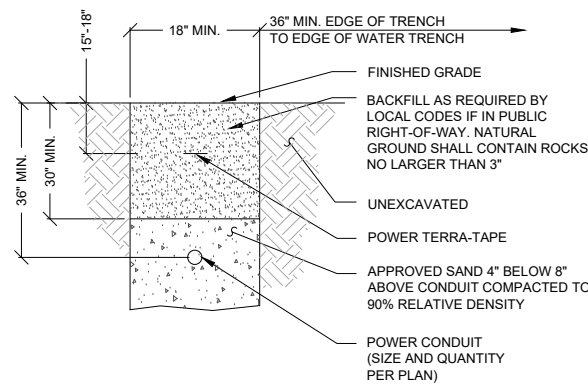 18" MIN.
36" MIN. EDGE OF TRENCH
TO EDGE OF WATER TRENCH
15"-18"
36" MIN.
30" MIN.
FINISHED GRADE
BACKFILL AS REQUIRED BY
LOCAL CODES IF IN PUBLIC
RIGHT-OF-WAY. NATURAL
GROUND SHALL CONTAIN ROCKS
NO LARGER THAN 3"
UNEXCAVATED
POWER TERRA-TAPE
APPROVED SAND 4" BELOW 8"
ABOVE CONDUIT COMPACTED TO
90% RELATIVE DENSITY
POWER CONDUIT
(SIZE AND QUANTITY
PER PLAN)